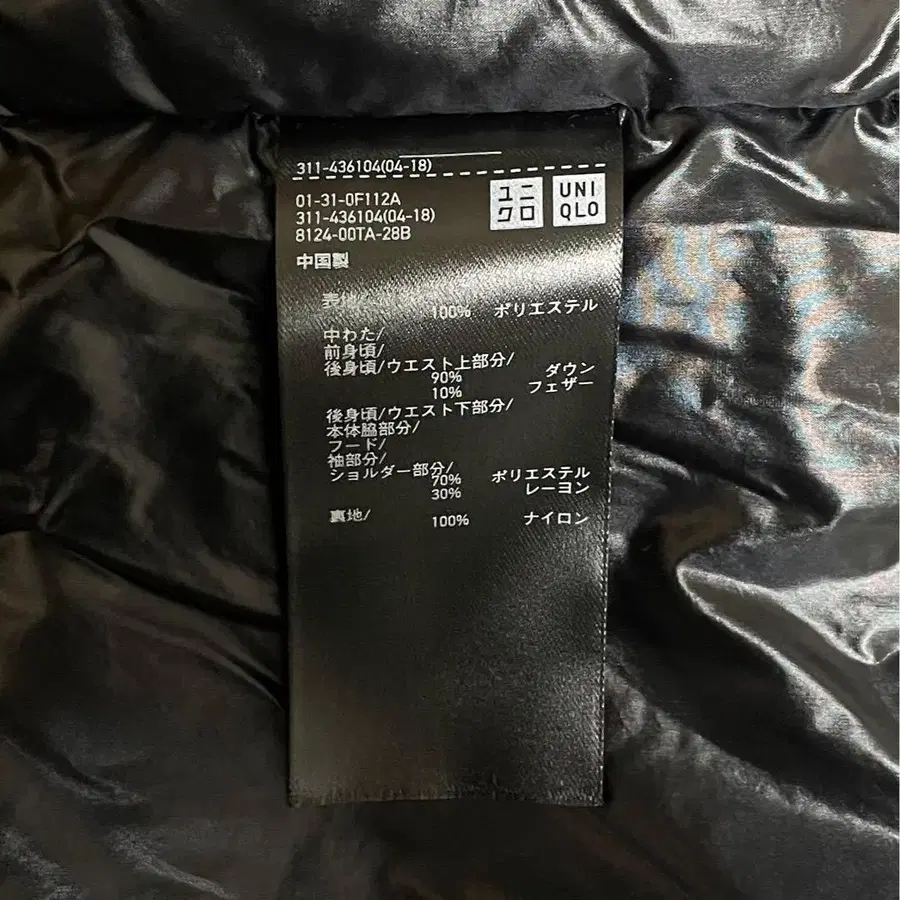 311-436104(04-18)
01-31-0F112A
311-436104(04-18)
8124-00TA-28B
中国製
ユニ
クロ
UNI
QLO
表地/
100% ポリエステル
中わた/
前身頃/
後身頃/ウエスト上部分/
90% ダウン
10% フェザー
後身頃/ウエスト下部分/
本体脇部分/
フード/
袖部分/
ショルダー部分/
70% ポリエステル
30% レーヨン
裏地/ 100% ナイロン